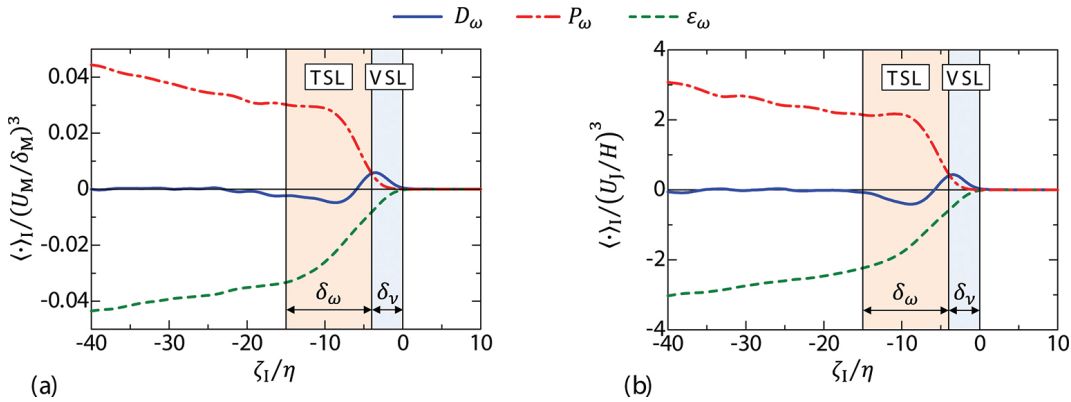 D_ω P_ω ε_ω
⟨·⟩_I/(U_M/δ_M)^3
0.04
0.02
0
-0.02
-0.04
TSL VSL
δ_ω δ_ν
-40 -30 -20 -10 0 10
ζ_I/η
(a)
⟨·⟩_I/(U_J/H)^3
4
2
0
-2
-4
TSL VSL
δ_ω δ_ν
-40 -30 -20 -10 0 10
ζ_I/η
(b)